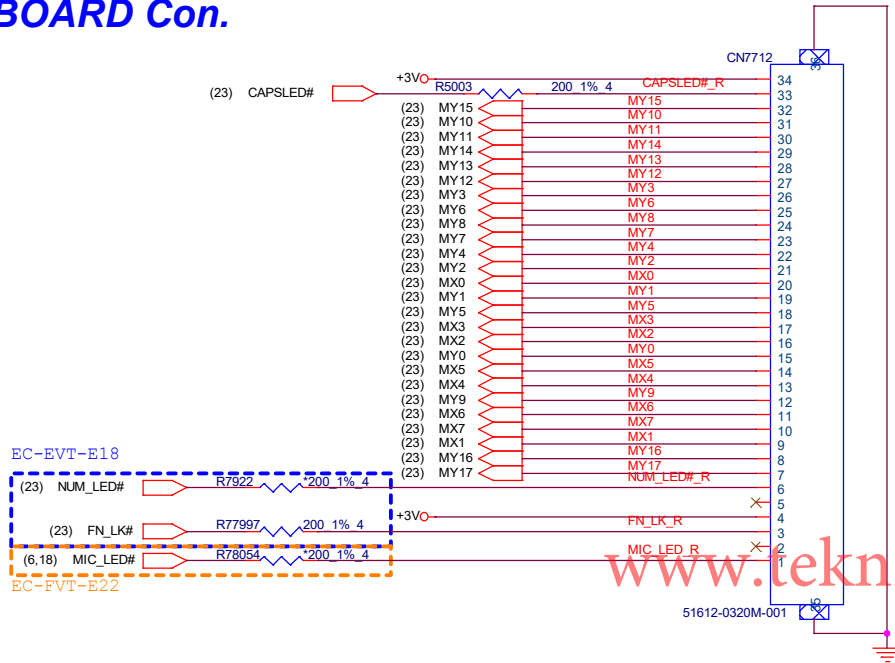 BOARD Con.
CN7712
36
+3V 34
(23) CAPSLED# R5003 200_1%_4 CAPSLED#_R 33
(23) MY15 MY15 32
(23) MY10 MY10 31
(23) MY11 MY11 30
(23) MY14 MY14 29
(23) MY13 MY13 28
(23) MY12 MY12 27
(23) MY3 MY3 26
(23) MY6 MY6 25
(23) MY8 MY8 24
(23) MY7 MY7 23
(23) MY4 MY4 22
(23) MY2 MY2 21
(23) MX0 MX0 20
(23) MY1 MY1 19
(23) MY5 MY5 18
(23) MX3 MX3 17
(23) MX2 MX2 16
(23) MY0 MY0 15
(23) MX5 MX5 14
(23) MX4 MX4 13
(23) MY9 MY9 12
(23) MX6 MX6 11
(23) MX7 MX7 10
(23) MX1 MX1 9
(23) MY16 MY16 8
(23) MY17 MY17 7
EC-EVT-E18
(23) NUM_LED# R7922 *200_1%_4 NUM_LED#_R 6
5
+3V 4
(23) FN_LK# R77997 200_1%_4 FN_LK_R 3
2
(6,18) MIC_LED# R78054 *200_1%_4 MIC_LED_R 1
EC-FVT-E22
www.tekn
35
51612-0320M-001